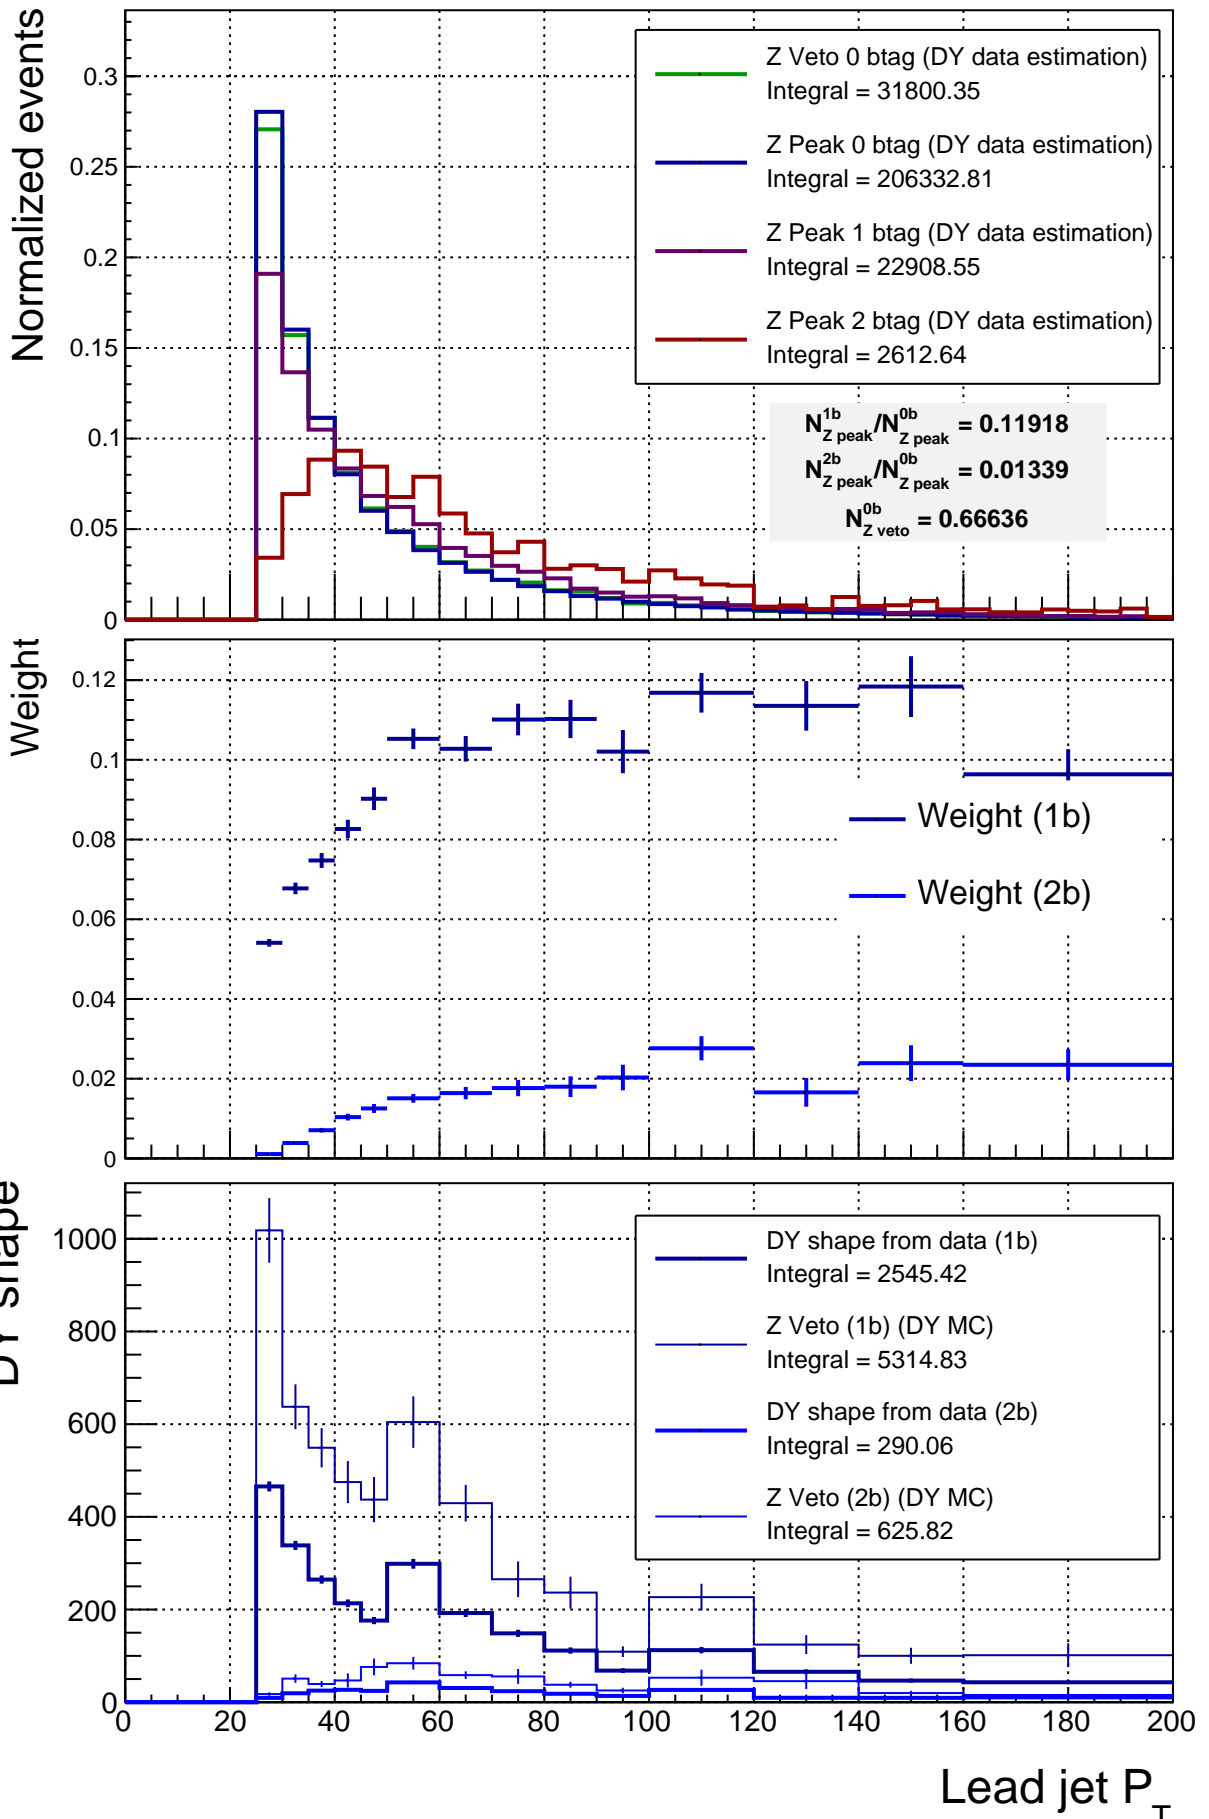 Normalized events
0.3
0.25
0.2
0.15
0.1
0.05
0
Z Veto 0 btag (DY data estimation)
Integral = 31800.35
Z Peak 0 btag (DY data estimation)
Integral = 206332.81
Z Peak 1 btag (DY data estimation)
Integral = 22908.55
Z Peak 2 btag (DY data estimation)
Integral = 2612.64
N^{1b}_{Z peak}/N^{0b}_{Z peak} = 0.11918
N^{2b}_{Z peak}/N^{0b}_{Z peak} = 0.01339
N^{0b}_{Z veto} = 0.66636
Weight
0.12
0.1
0.08
0.06
0.04
0.02
0
Weight (1b)
Weight (2b)
DY shape
1000
800
600
400
200
0
DY shape from data (1b)
Integral = 2545.42
Z Veto (1b) (DY MC)
Integral = 5314.83
DY shape from data (2b)
Integral = 290.06
Z Veto (2b) (DY MC)
Integral = 625.82
0 20 40 60 80 100 120 140 160 180 200
Lead jet P_T